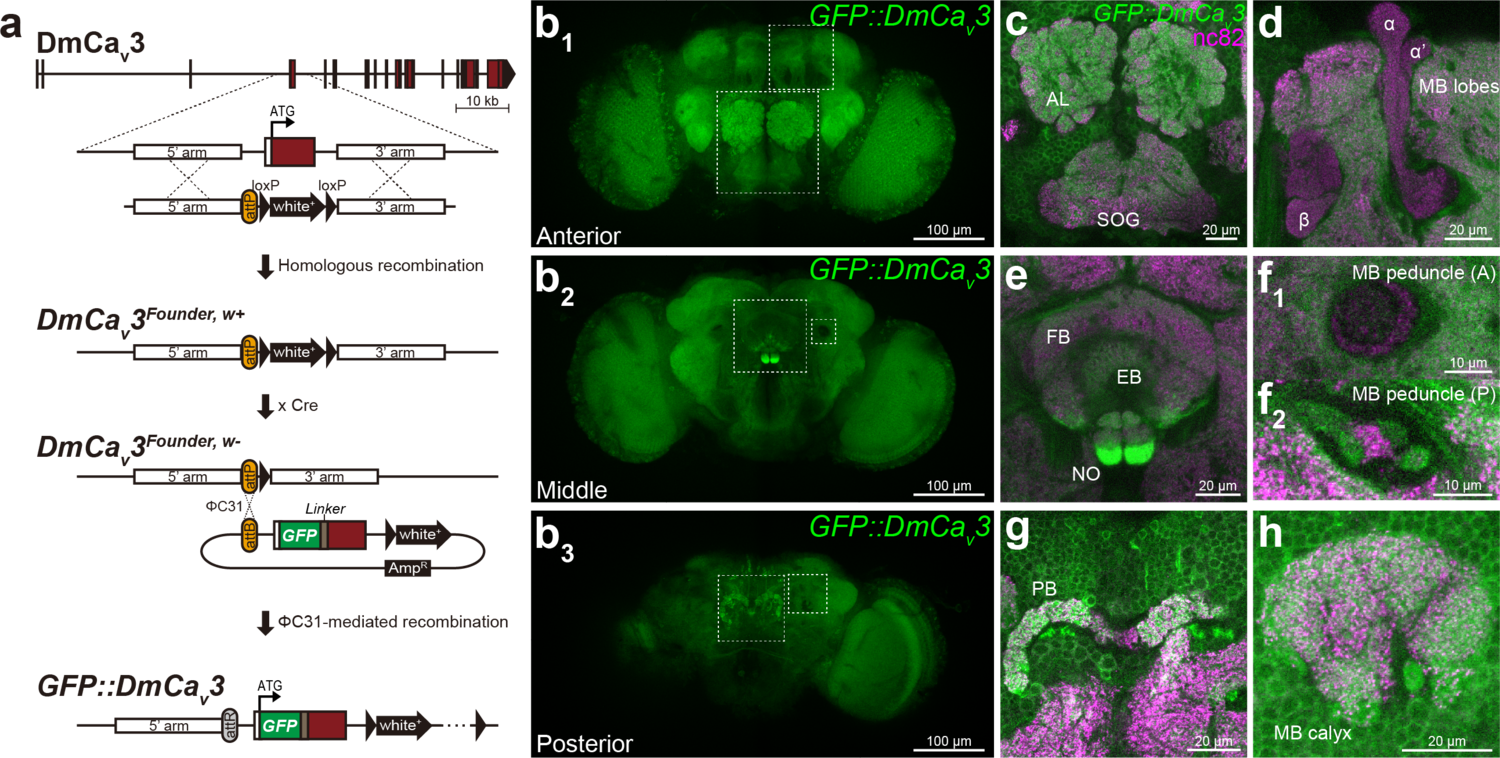 a
DmCav3
10 kb
ATG
5' arm
3' arm
loxP
loxP
5' arm
attP
white+
3' arm
Homologous recombination
DmCav3Founder, w+
5' arm
attP
white+
3' arm
x Cre
DmCav3Founder, w-
5' arm
attP
3' arm
ΦC31
Linker
attB
GFP
white+
AmpR
ΦC31-mediated recombination
GFP::DmCav3
ATG
5' arm
attR
GFP
white+
b1
GFP::DmCav3
Anterior
100 μm
b2
GFP::DmCav3
Middle
100 μm
b3
GFP::DmCav3
Posterior
100 μm
c
GFP::DmCav3
nc82
AL
SOG
20 μm
d
α
α'
MB lobes
β
20 μm
e
FB
EB
NO
20 μm
f1
MB peduncle (A)
10 μm
f2
MB peduncle (P)
10 μm
g
PB
20 μm
h
MB calyx
20 μm